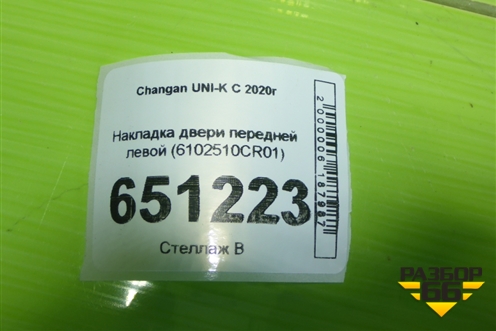 Changan UNI-K С 2020г
Накладка двери передней
левой (6102510CR01)
651223
Стеллаж В
2000006187987
РАЗБОР
66